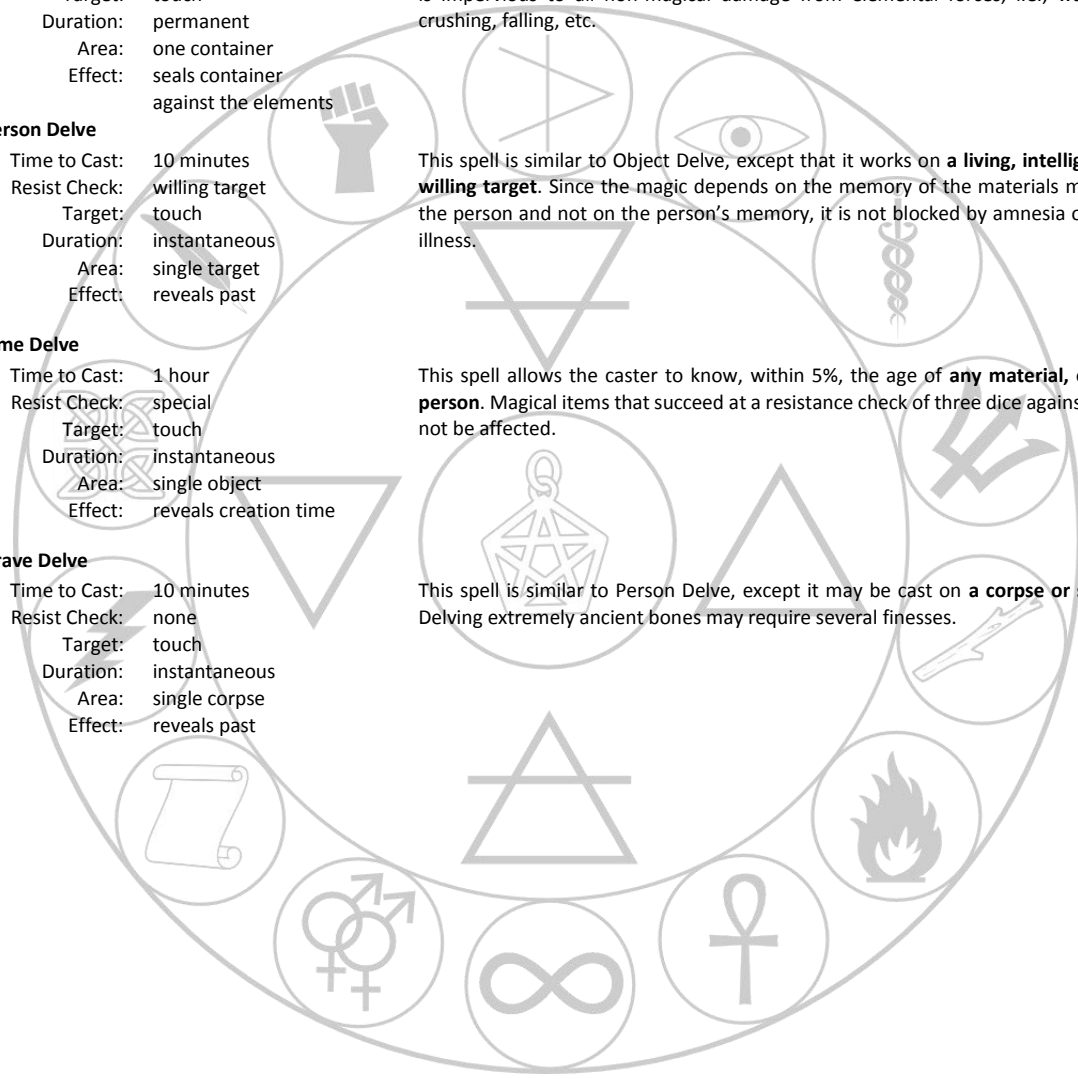 Duration: permanent
Area: one container
Effect: seals container
against the elements
is impervious to all non-magical damage from elemental forces, i.e.,
crushing, falling, etc.
erson Delve
Time to Cast: 10 minutes
Resist Check: willing target
Target: touch
Duration: instantaneous
Area: single target
Effect: reveals past
This spell is similar to Object Delve, except that it works on a living, intellig
willing target. Since the magic depends on the memory of the materials m
the person and not on the person's memory, it is not blocked by amnesia o
illness.
me Delve
Time to Cast: 1 hour
Resist Check: special
Target: touch
Duration: instantaneous
Area: single object
Effect: reveals creation time
This spell allows the caster to know, within 5%, the age of any material,
person. Magical items that succeed at a resistance check of three dice agains
not be affected.
rave Delve
Time to Cast: 10 minutes
Resist Check: none
Target: touch
Duration: instantaneous
Area: single corpse
Effect: reveals past
This spell is similar to Person Delve, except it may be cast on a corpse or
Delving extremely ancient bones may require several finesses.